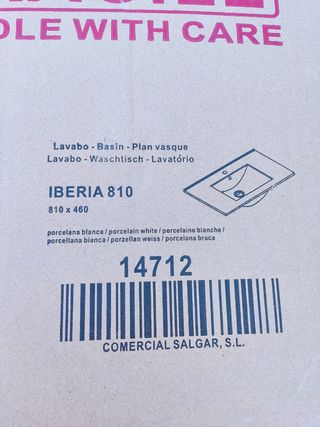 DLE WITH CARE
Lavabo - Basin - Plan vasque
Lavabo - Waschtisch - Lavatório
IBERIA 810
810 x 460
porcelana blanca / porcelain white / porcelaine blanche /
porcellana bianca / porzellan weiss / porcelana braca
14712
COMERCIAL SALGAR, S.L.